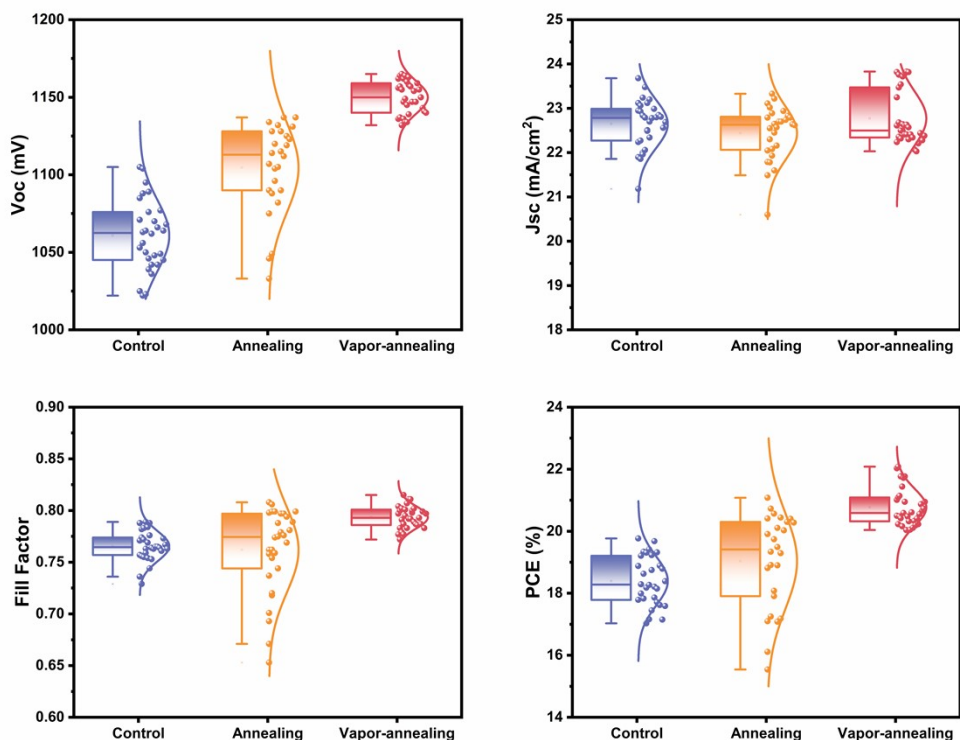 Voc (mV)
1200
1150
1100
1050
1000
Control
Annealing
Vapor-annealing
Jsc (mA/cm²)
25
24
23
22
21
20
19
18
Control
Annealing
Vapor-annealing
Fill Factor
0.90
0.85
0.80
0.75
0.70
0.65
0.60
Control
Annealing
Vapor-annealing
PCE (%)
24
22
20
18
16
14
Control
Annealing
Vapor-annealing